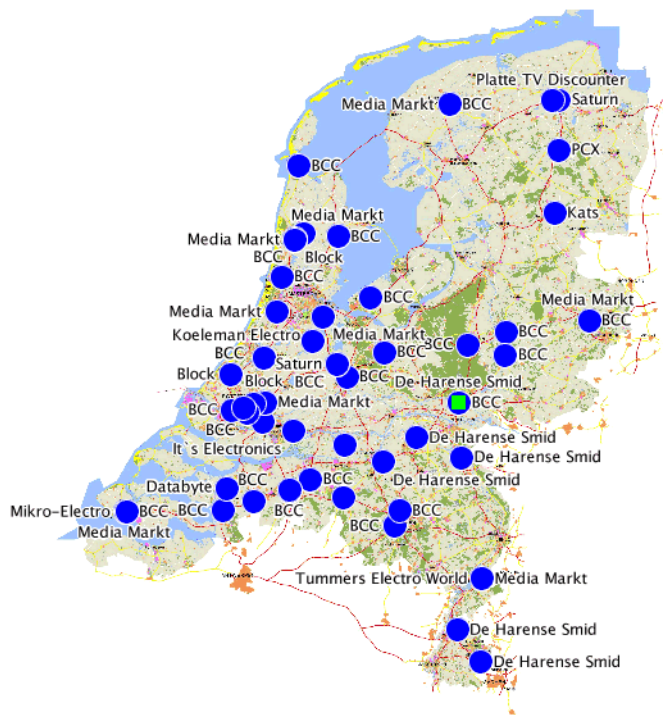 Platte TV Discounter
Media Markt
BCC
Saturn
PCX
BCC
Kats
Media Markt
Media Markt
BCC
BCC
Block
BCC
BCC
Media Markt
Media Markt
BCC
Koeleman Electro
Media Markt
BCC
BCC
BCC
Saturn
BCC
BCC
BCC
Block
Block
BCC
De Harense Smid
Media Markt
BCC
BCC
BCC
De Harense Smid
It`s Electronics
De Harense Smid
BCC
BCC
De Harense Smid
Databyte
Mikro-Electro
BCC
BCC
BCC
BCC
Media Markt
BCC
Tummers Electro World
Media Markt
De Harense Smid
De Harense Smid